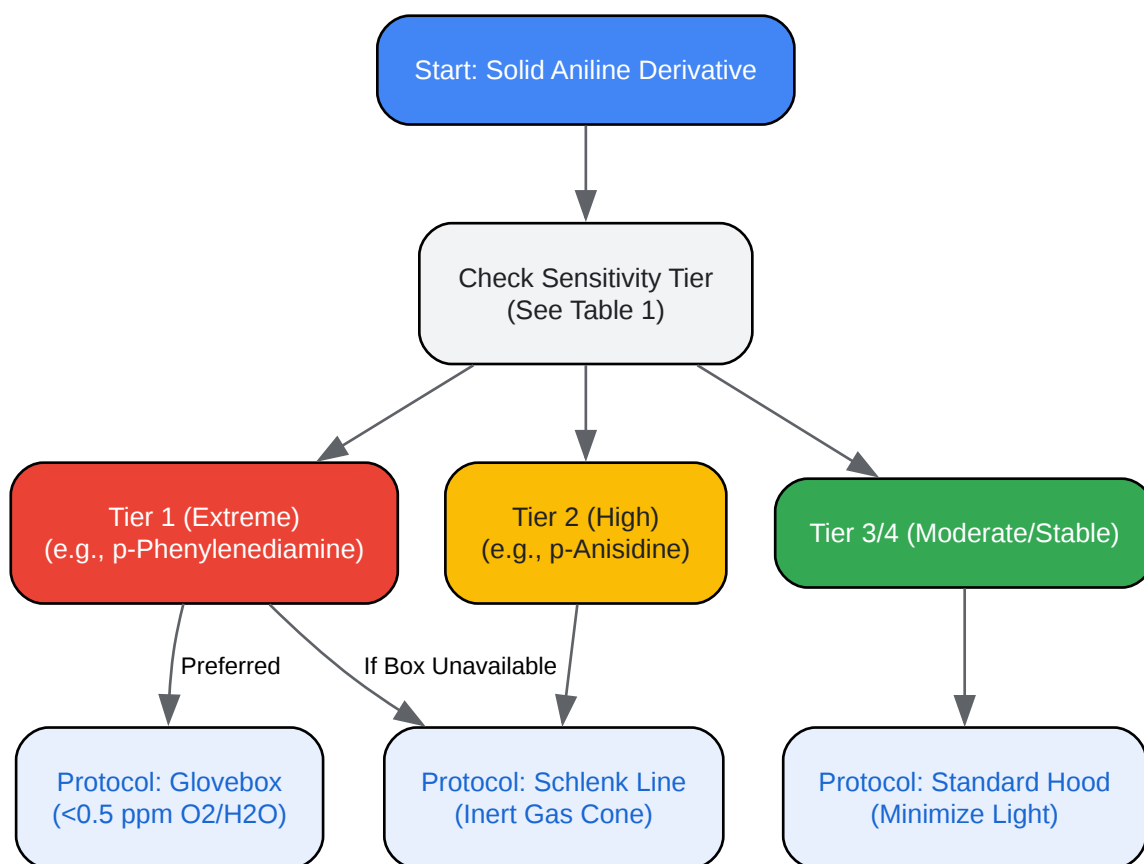 Start: Solid Aniline Derivative
Check Sensitivity Tier
(See Table 1)
Tier 1 (Extreme)
(e.g., p-Phenylenediamine)
Tier 2 (High)
(e.g., p-Anisidine)
Tier 3/4 (Moderate/Stable)
Preferred
If Box Unavailable
Protocol: Glovebox
(<0.5 ppm O2/H2O)
Protocol: Schlenk Line
(Inert Gas Cone)
Protocol: Standard Hood
(Minimize Light)